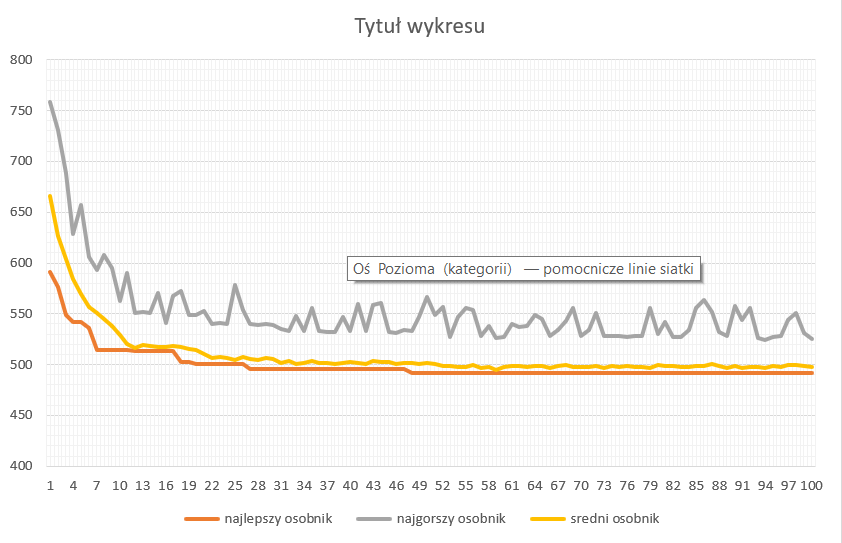 Tytuł wykresu
800
750
700
650
600
550
500
450
400
Oś Pozioma (kategorii) — pomocnicze linie siatki
1 4 7 10 13 16 19 22 25 28 31 34 37 40 43 46 49 52 55 58 61 64 67 70 73 76 79 82 85 88 91 94 97 100
najlepszy osobnik najgorszy osobnik sredni osobnik